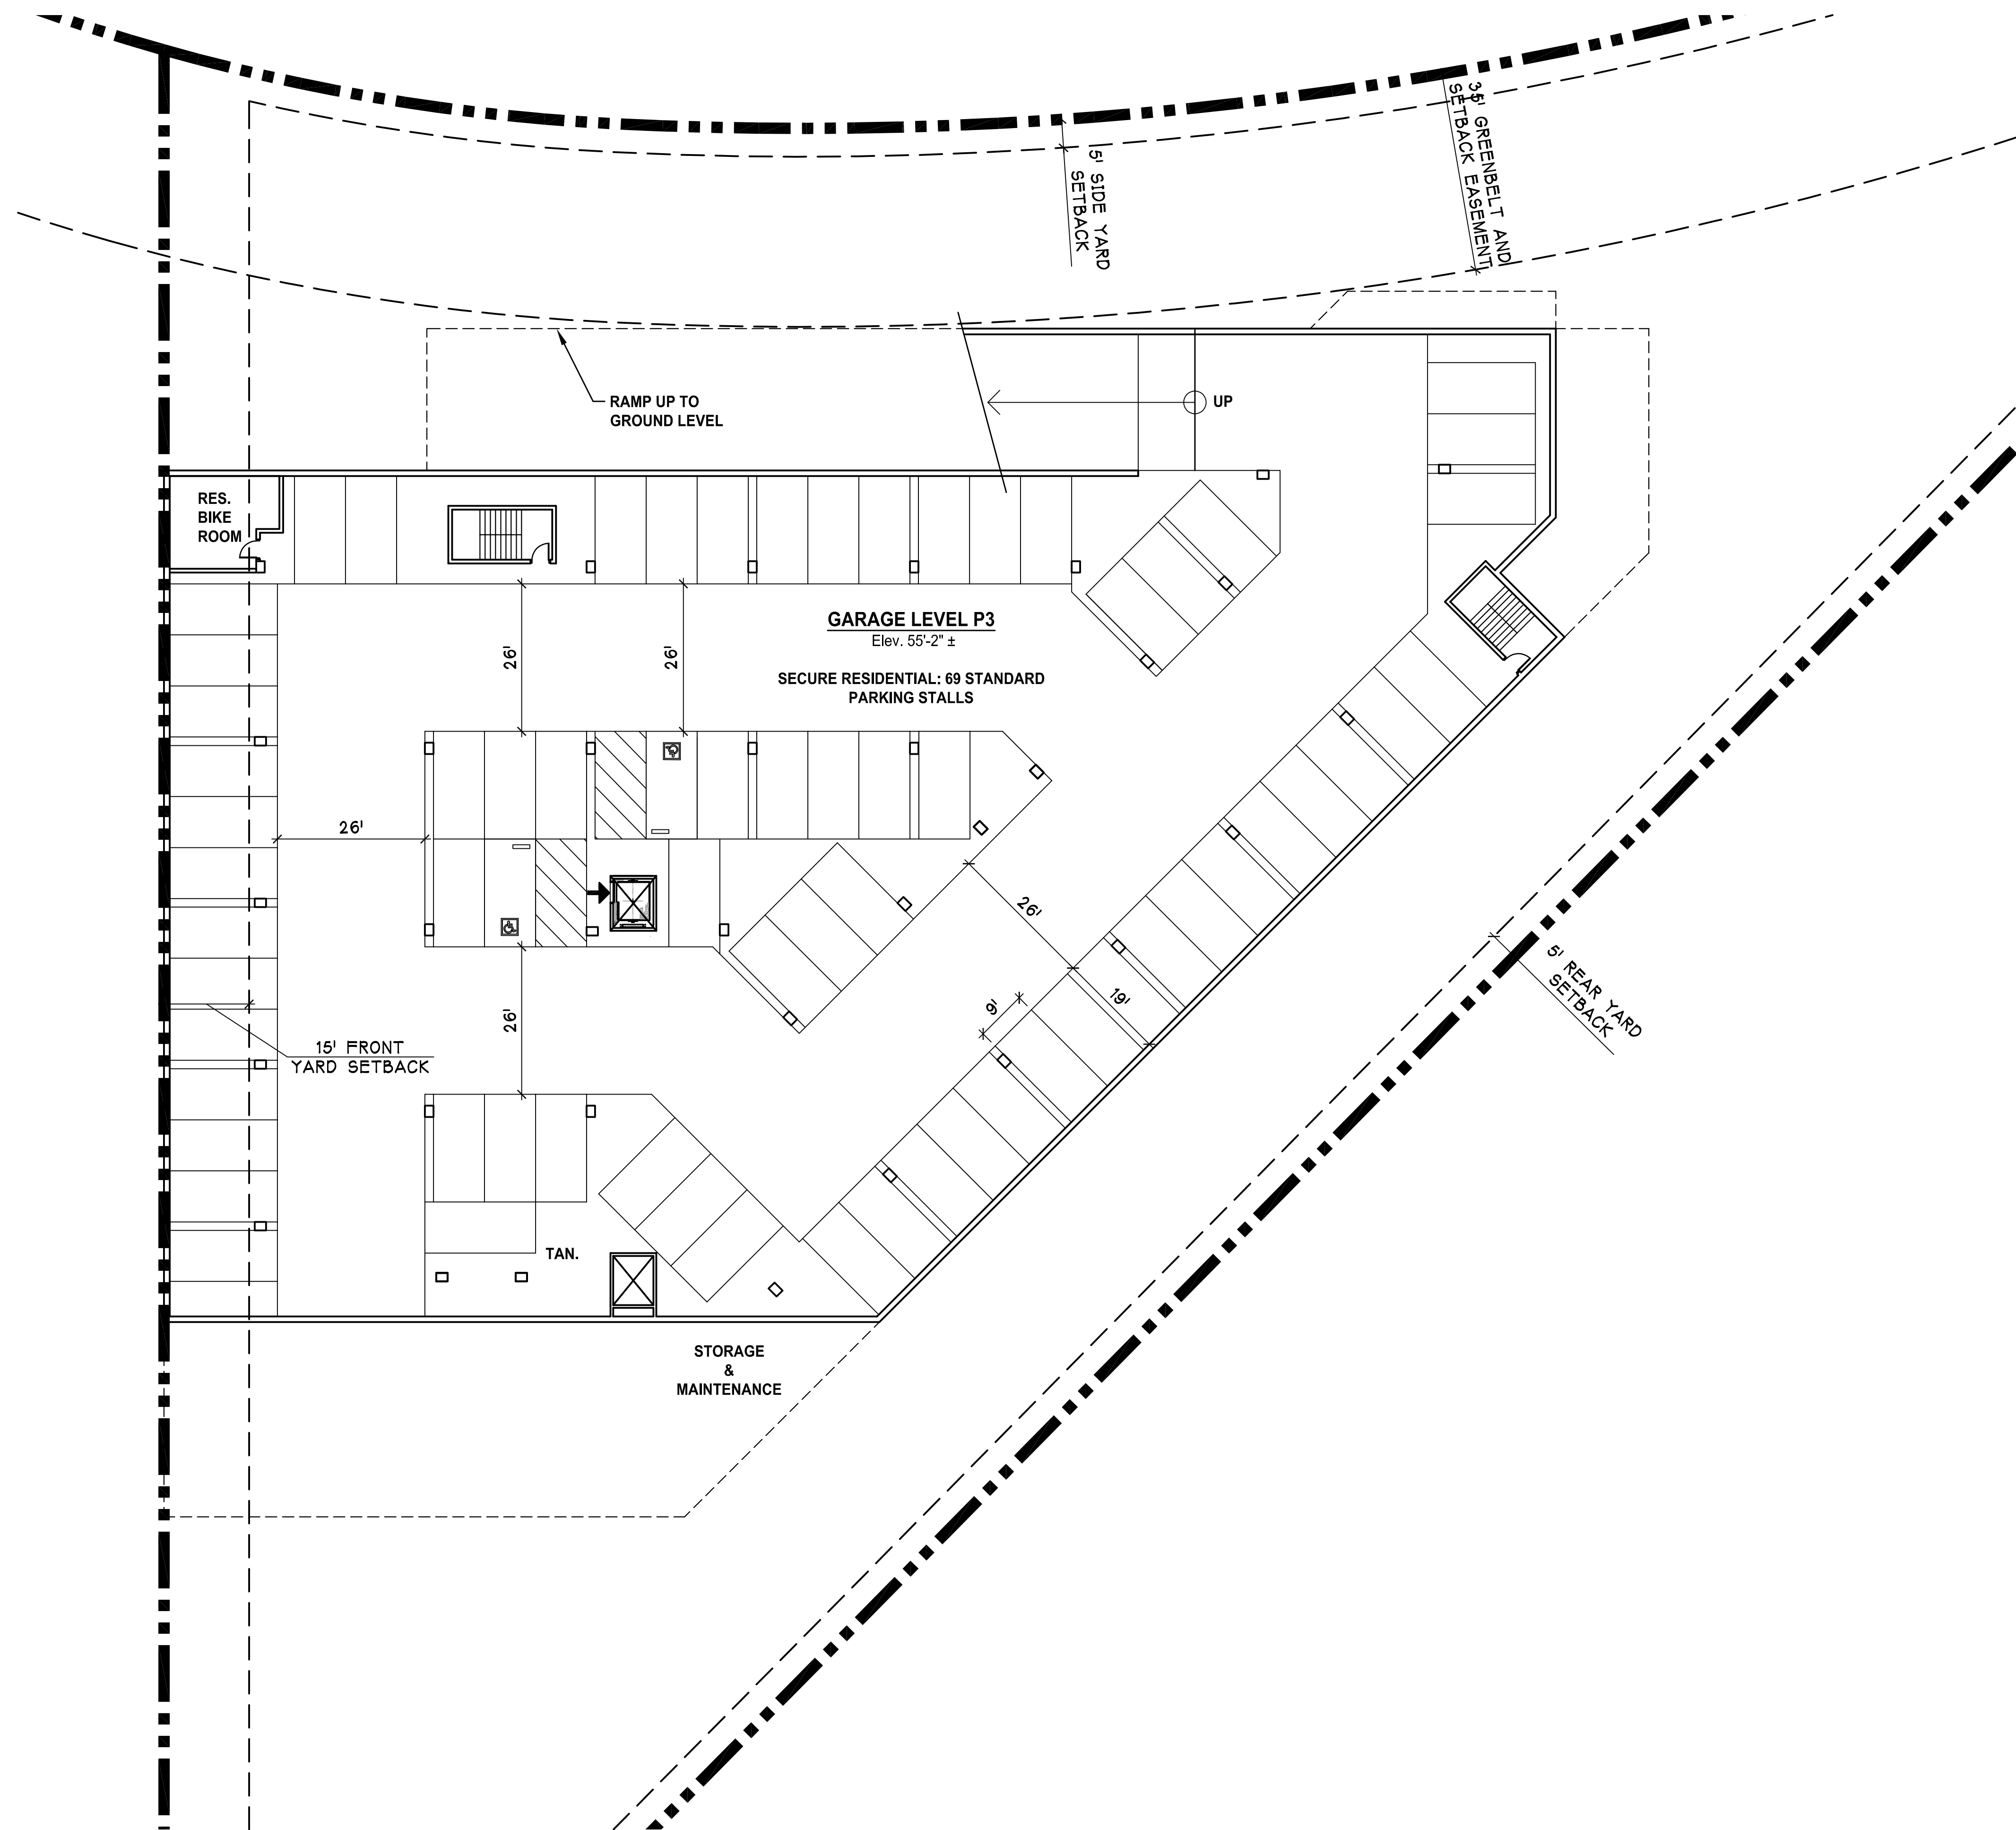 35' GREENBELT AND
SETBACK EASEMENT
5' SIDE YARD
SETBACK
RAMP UP TO
GROUND LEVEL
UP
RES.
BIKE
ROOM
GARAGE LEVEL P3
Elev. 55'-2" ±
26'
26'
SECURE RESIDENTIAL: 69 STANDARD
PARKING STALLS
26'
26'
19'
9'
26'
5' REAR YARD
SETBACK
15' FRONT
YARD SETBACK
TAN.
STORAGE
&
MAINTENANCE